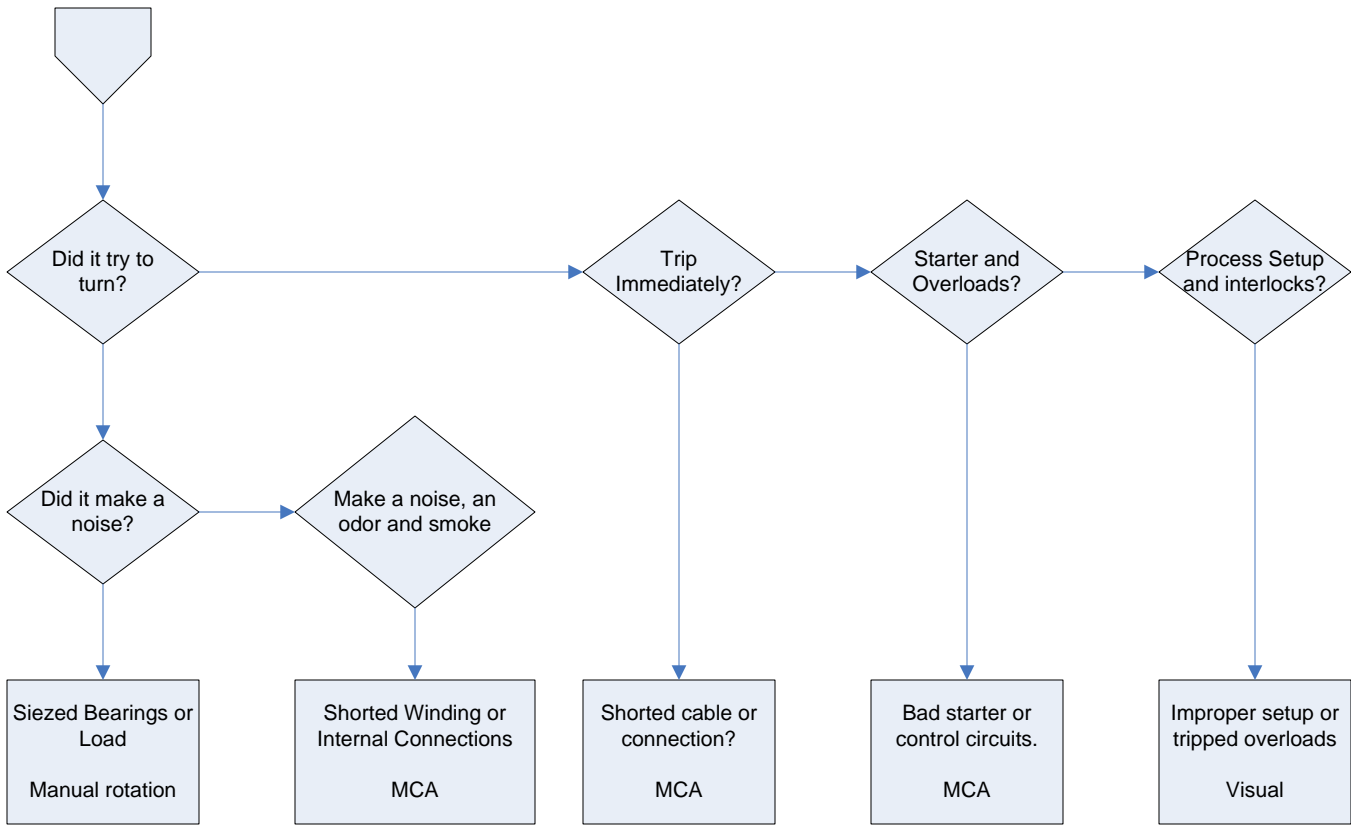 Did it try to
turn?
Trip
Immediately?
Starter and
Overloads?
Process Setup
and interlocks?
Did it make a
noise?
Make a noise, an
odor and smoke
Siezed Bearings or
Load
Manual rotation
Shorted Winding or
Internal Connections
MCA
Shorted cable or
connection?
MCA
Bad starter or
control circuits.
MCA
Improper setup or
tripped overloads
Visual